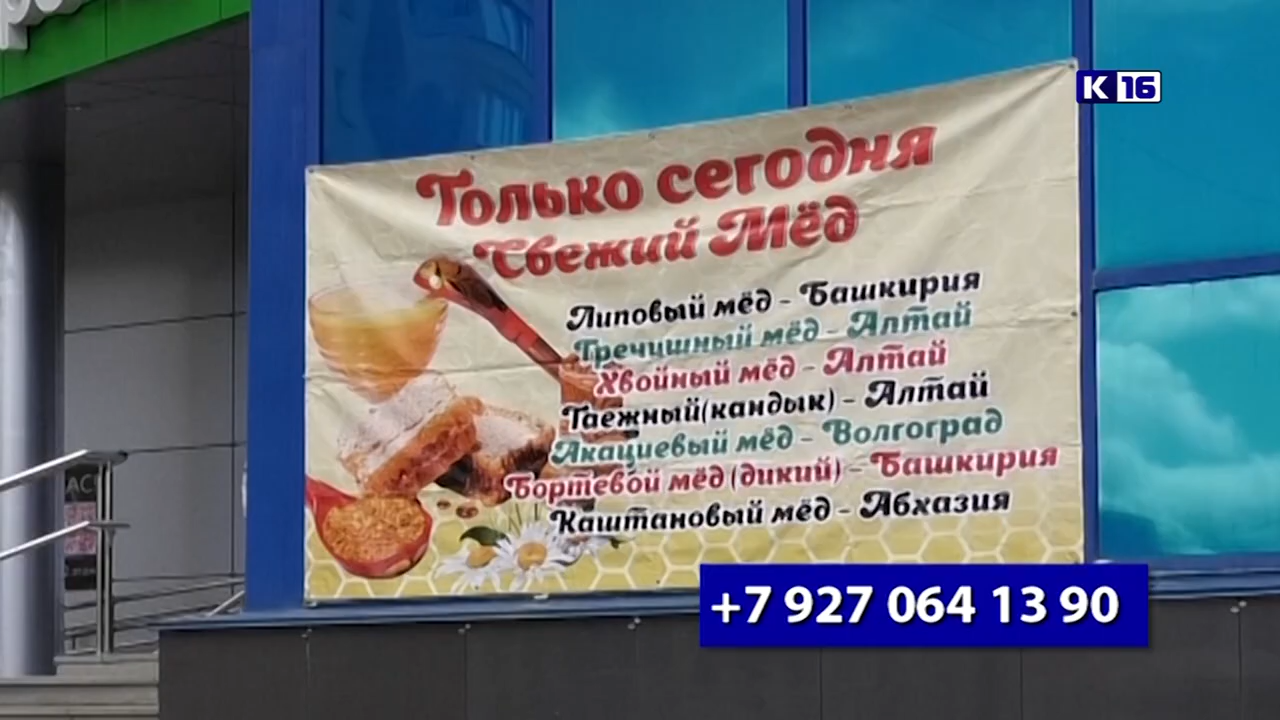 К 16
Только сегодня
Свежий Мёд
Липовый мёд - Башкирия
Гречишный мёд - Алтай
Хвойный мёд - Алтай
Таежный(кандык) - Алтай
Акациевый мёд - Волгоград
Бортевой мёд (дикий) - Башкирия
Каштановый мёд - Абхазия
+7 927 064 13 90